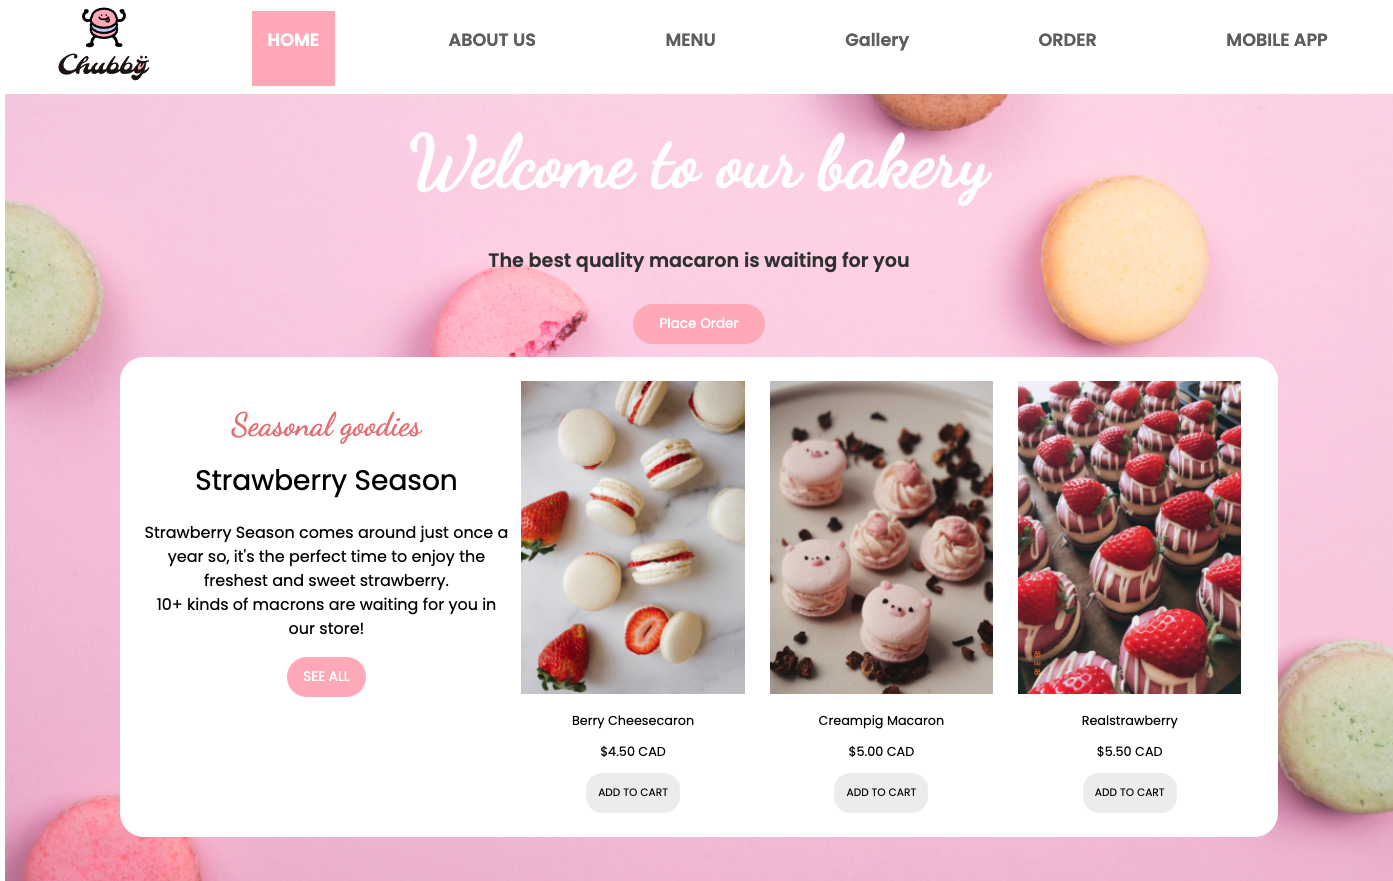 Chubby
HOME
ABOUT US
MENU
Gallery
ORDER
MOBILE APP
Welcome to our bakery
The best quality macaron is waiting for you
Place Order
Seasonal goodies
Strawberry Season
Strawberry Season comes around just once a
year so, it's the perfect time to enjoy the
freshest and sweet strawberry.
10+ kinds of macrons are waiting for you in
our store!
SEE ALL
Berry Cheesecaron
$4.50 CAD
ADD TO CART
Creampig Macaron
$5.00 CAD
ADD TO CART
Realstrawberry
$5.50 CAD
ADD TO CART